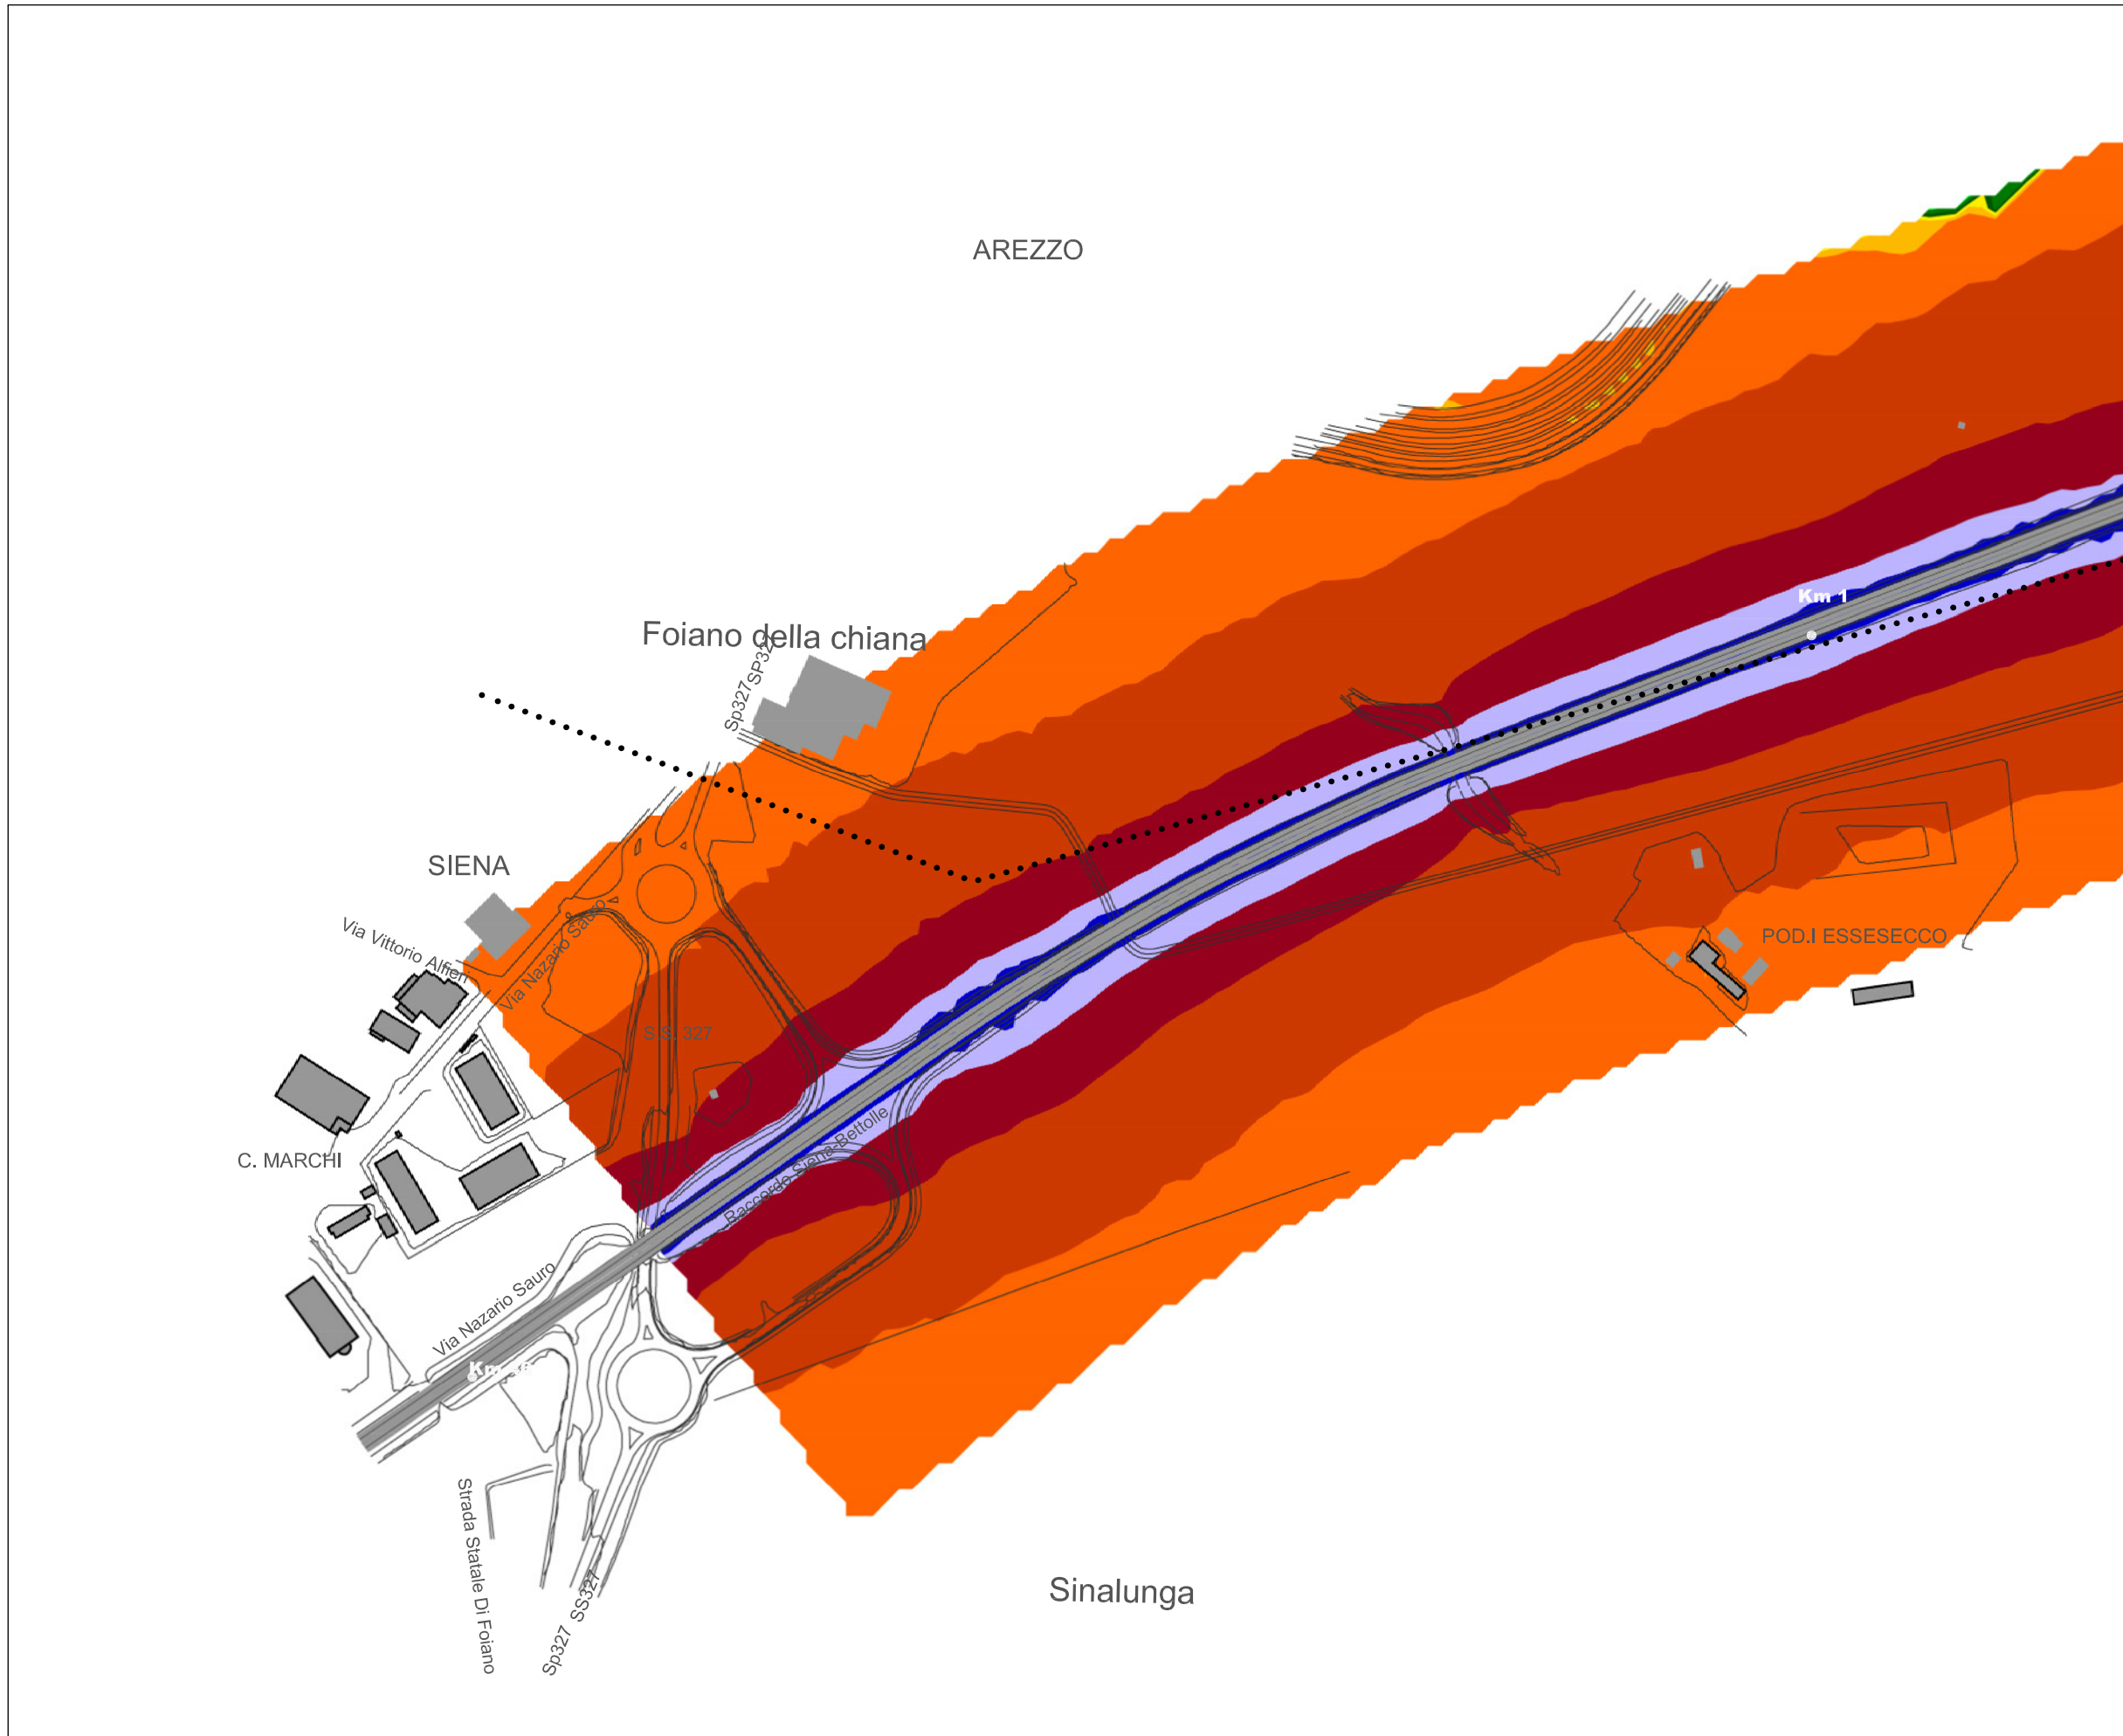 AREZZO
Km 1
Foiano della chiana
Sp327
SIENA
Via Vittorio Alfieri
Via Nazario Sauro
POD.I ESSESECCO
S.S. 327
Raccordo Siena-Bettolle
C. MARCHI
Via Nazario Sauro
Km
Strada Statale Di Foiano
Sp327
SS327
Sinalunga